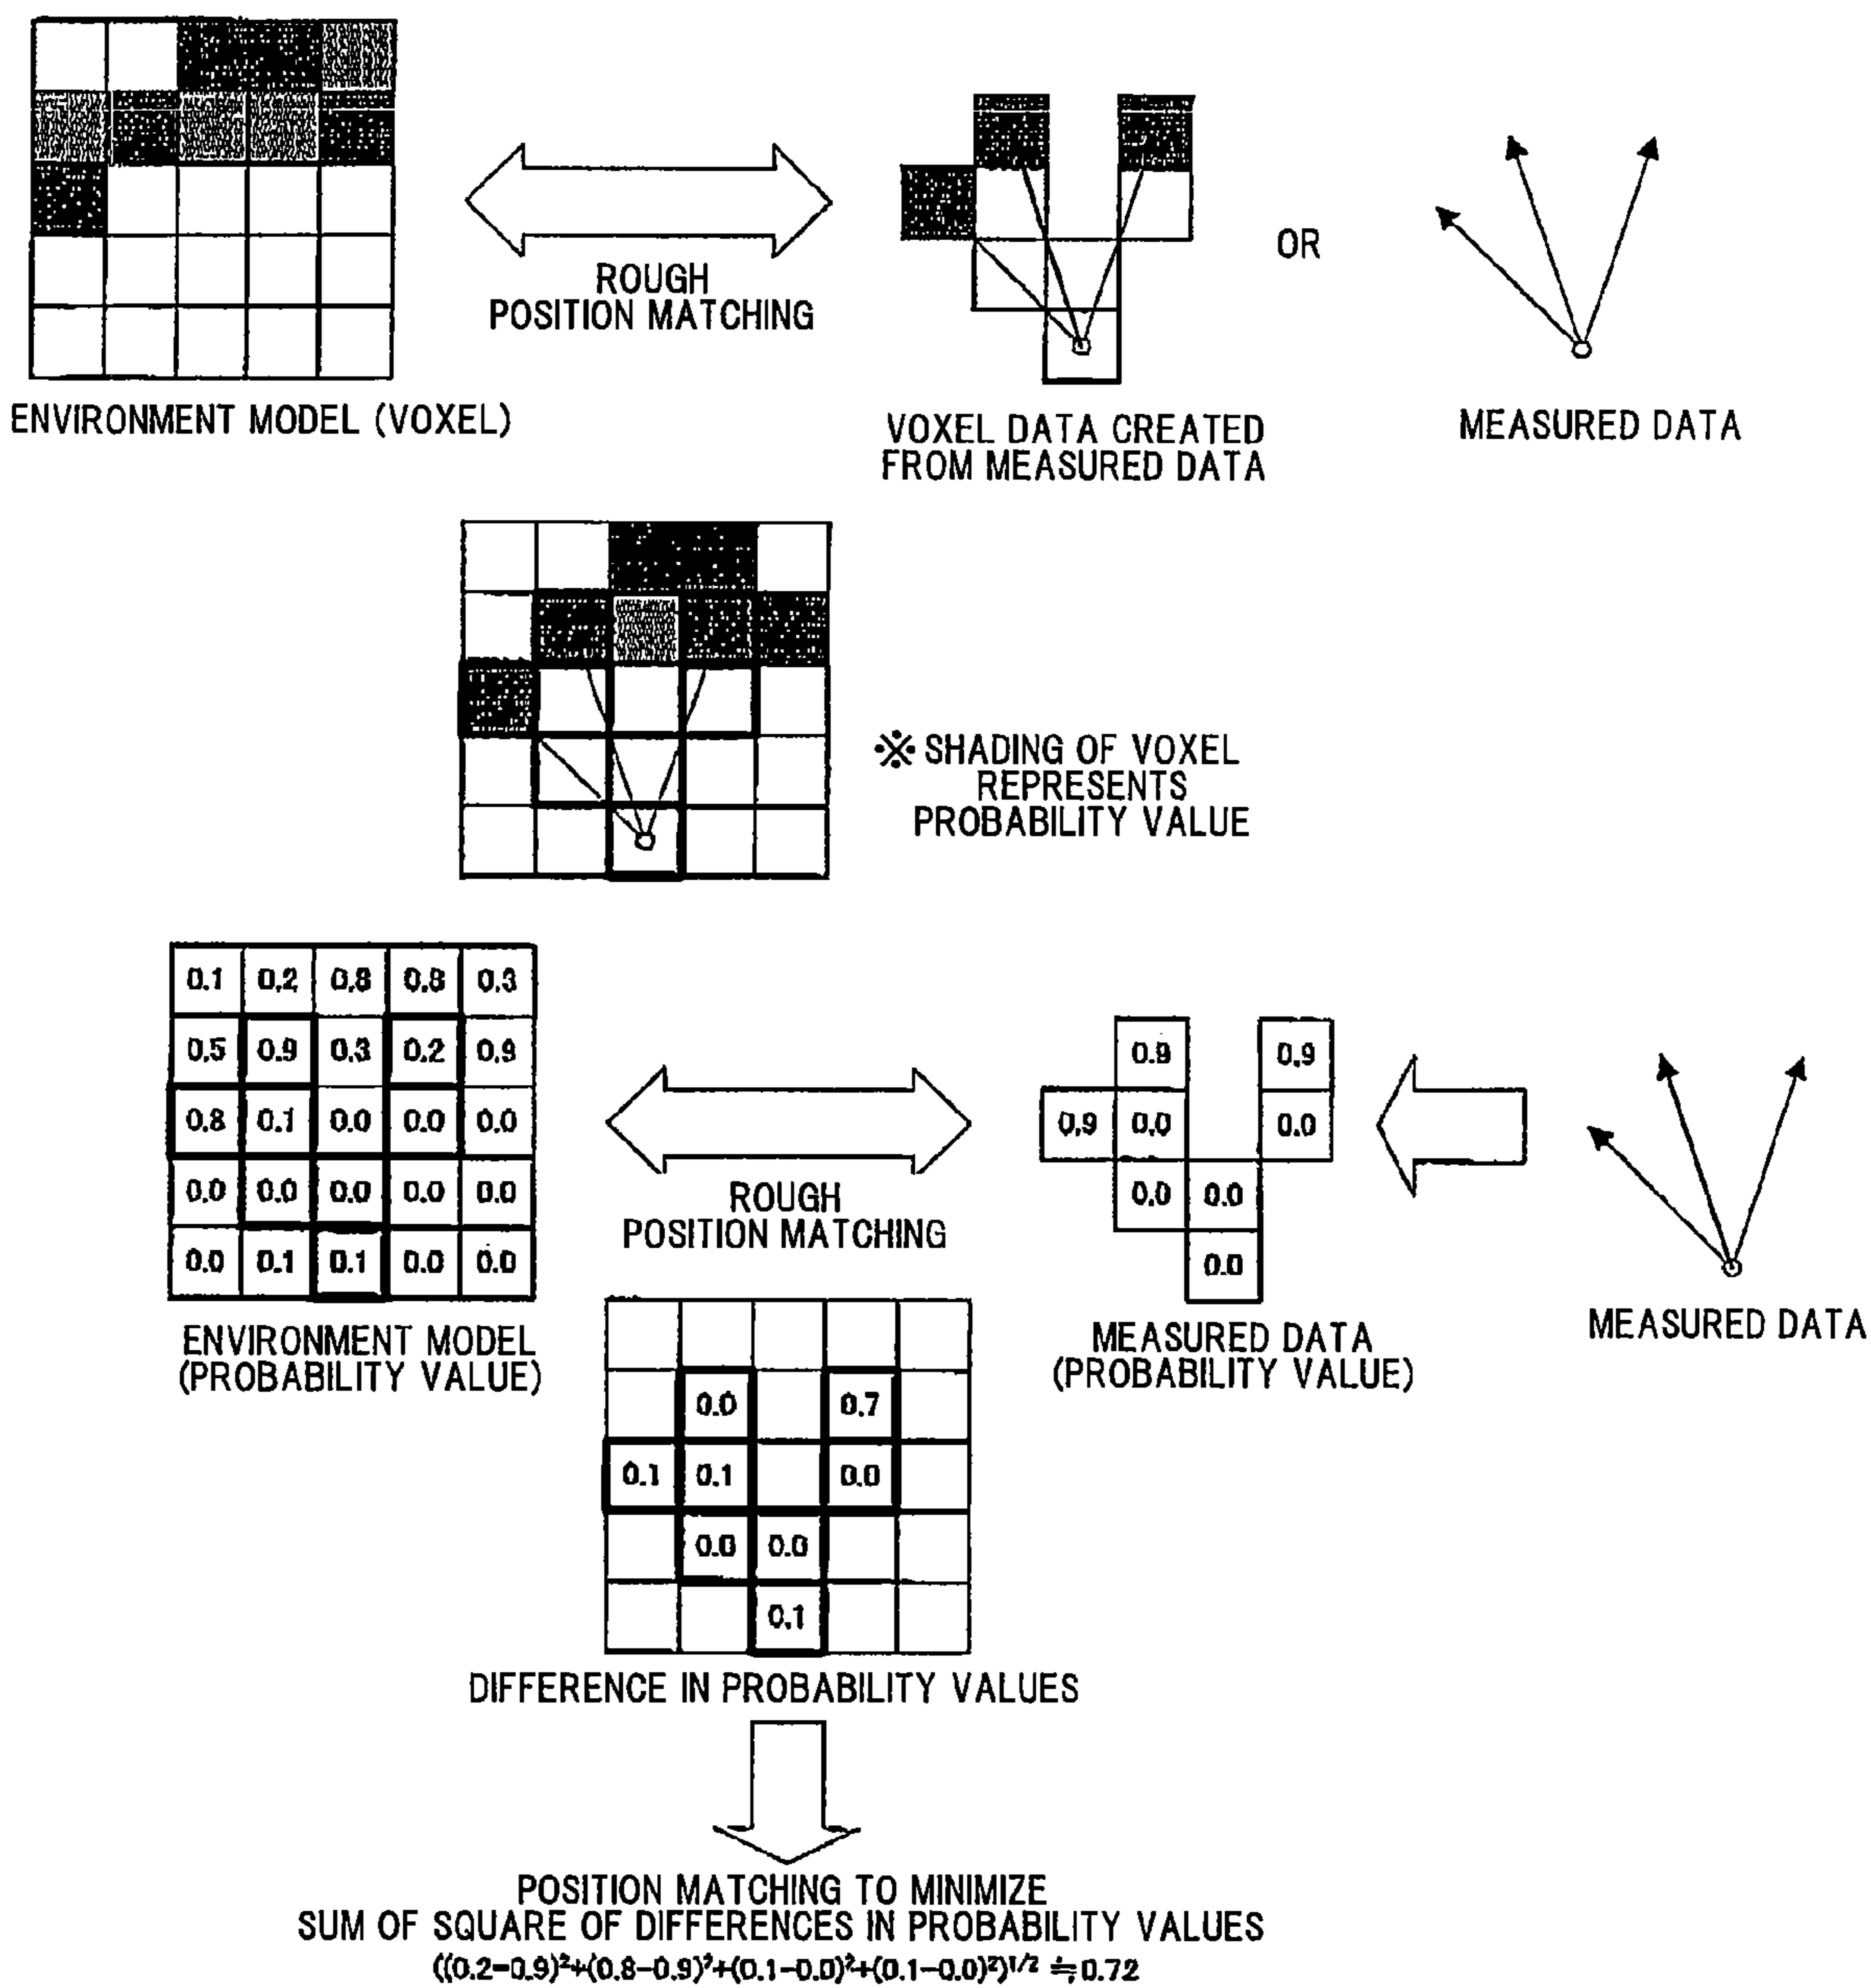 ROUGH
POSITION MATCHING
OR
ENVIRONMENT MODEL (VOXEL)
VOXEL DATA CREATED
FROM MEASURED DATA
MEASURED DATA
※ SHADING OF VOXEL
REPRESENTS
PROBABILITY VALUE
0.1 0.2 0.8 0.8 0.3
0.5 0.9 0.3 0.2 0.9
0.8 0.1 0.0 0.0 0.0
0.0 0.0 0.0 0.0 0.0
0.0 0.1 0.1 0.0 0.0
ENVIRONMENT MODEL
(PROBABILITY VALUE)
ROUGH
POSITION MATCHING
0.9 0.9
0.9 0.0 0.0
0.0 0.0
0.0
MEASURED DATA
(PROBABILITY VALUE)
MEASURED DATA
0.0 0.7
0.1 0.1 0.0
0.0 0.0
0.1
DIFFERENCE IN PROBABILITY VALUES
POSITION MATCHING TO MINIMIZE
SUM OF SQUARE OF DIFFERENCES IN PROBABILITY VALUES
((0.2-0.9)²+(0.8-0.9)²+(0.1-0.0)²+(0.1-0.0)²)^1/2 ≒ 0.72